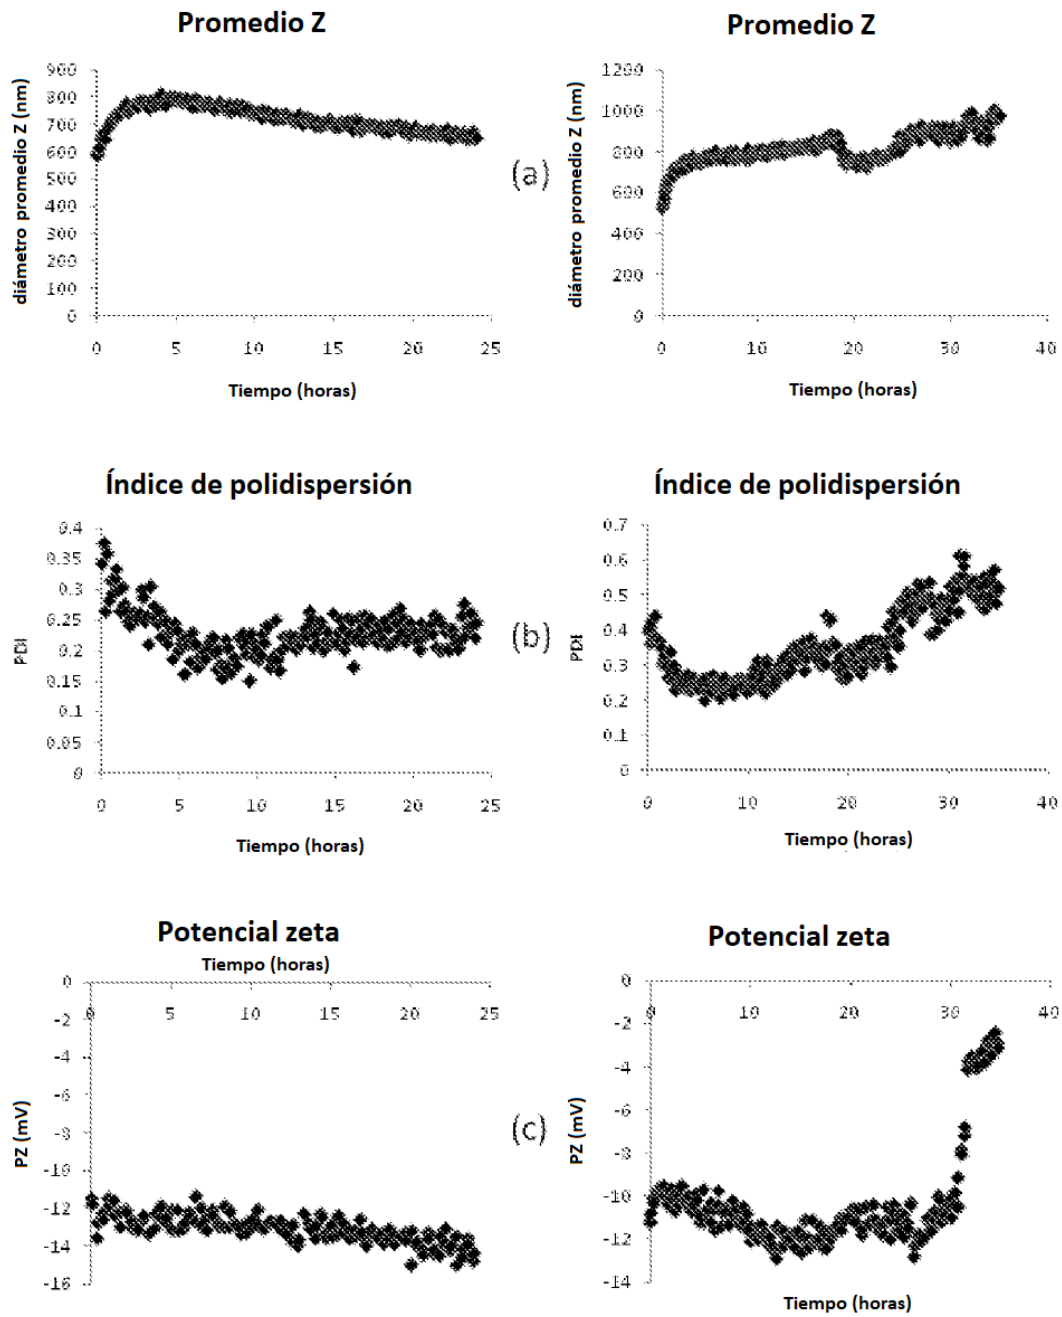 Promedio Z
Promedio Z
diámetro promedio Z (nm)
900
800
700
600
500
400
300
200
100
0
0 5 10 15 20 25
Tiempo (horas)
(a)
diámetro promedio Z (nm)
1200
1000
800
600
400
200
0
0 10 20 30 40
Tiempo (horas)
Índice de polidispersión
Índice de polidispersión
PDI
0.4
0.35
0.3
0.25
0.2
0.15
0.1
0.05
0
0 5 10 15 20 25
Tiempo (horas)
(b)
PDI
0.7
0.6
0.5
0.4
0.3
0.2
0.1
0
0 10 20 30 40
Tiempo (horas)
Potencial zeta
Potencial zeta
Tiempo (horas)
PZ (mV)
0
-2
-4
-6
-8
-10
-12
-14
-16
0 5 10 15 20 25
(c)
PZ (mV)
0
-2
-4
-6
-8
-10
-12
-14
0 10 20 30 40
Tiempo (horas)